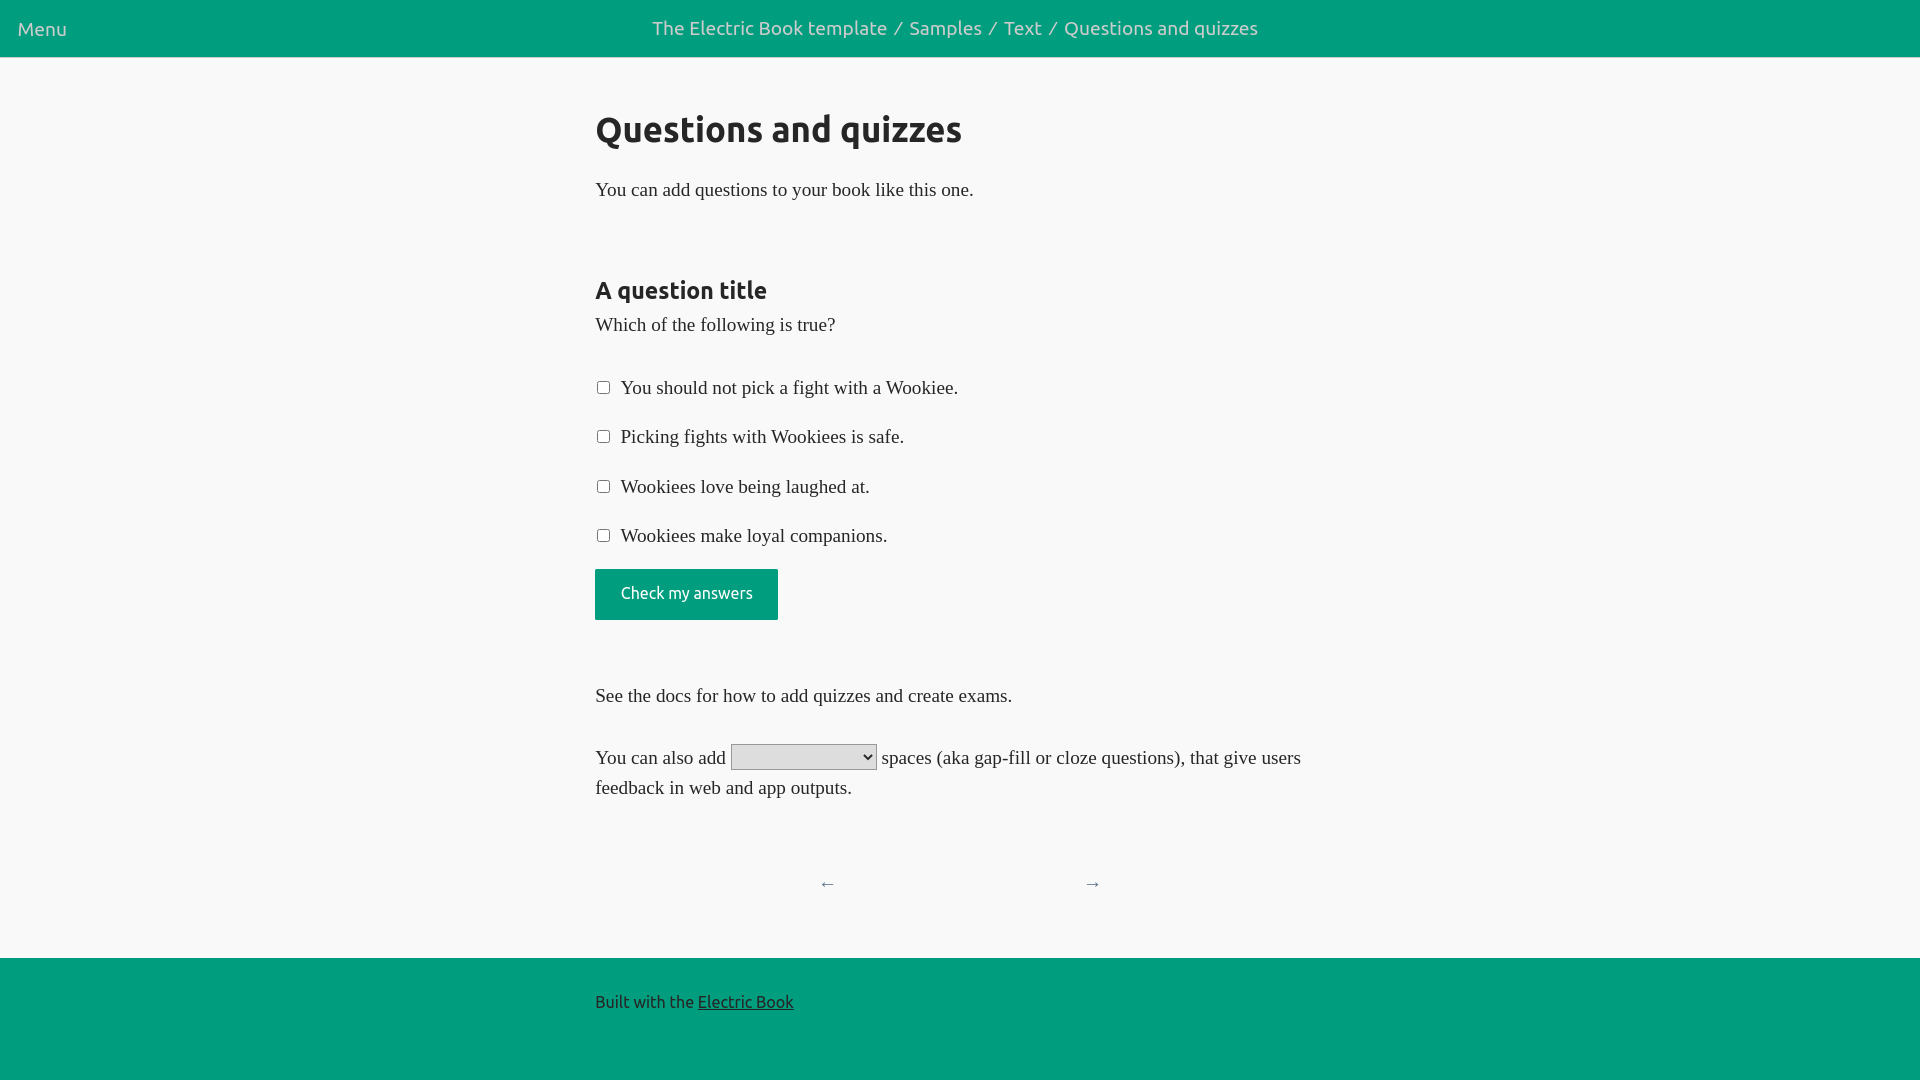 Menu
The Electric Book template / Samples / Text / Questions and quizzes
Questions and quizzes
You can add questions to your book like this one.
A question title
Which of the following is true?
You should not pick a fight with a Wookiee.
Picking fights with Wookiees is safe.
Wookiees love being laughed at.
Wookiees make loyal companions.
Check my answers
See the docs for how to add quizzes and create exams.
You can also add spaces (aka gap-fill or cloze questions), that give users
feedback in web and app outputs.
← →
Built with the Electric Book